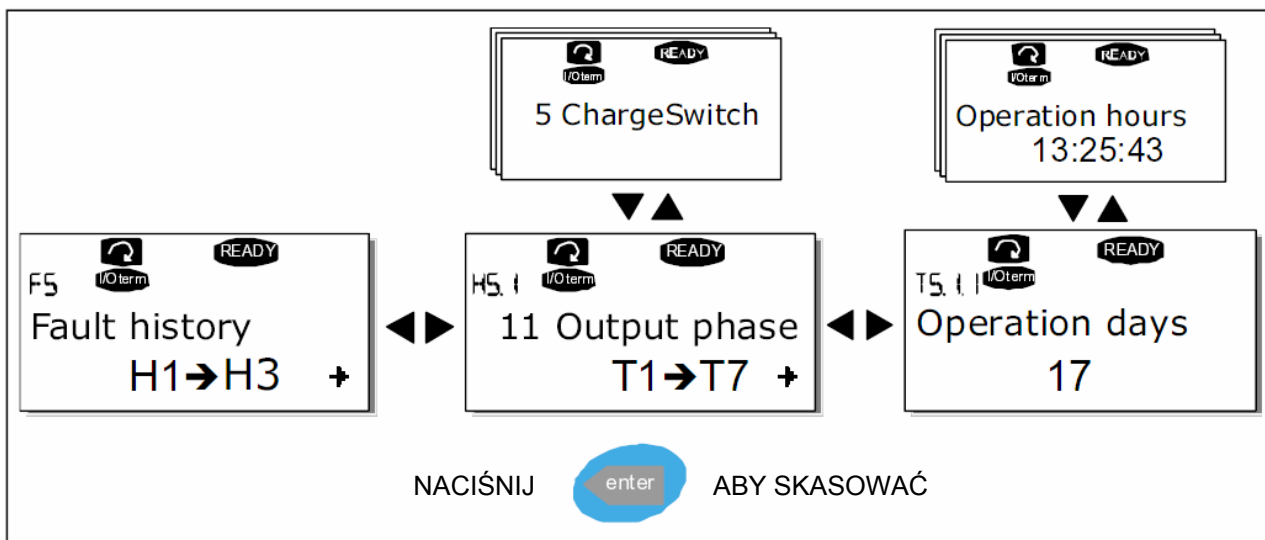 READY
I/Oterm
5 ChargeSwitch
READY
I/Oterm
Operation hours
13:25:43
READY
F5 I/Oterm
Fault history
H1➔H3
READY
H5.1 I/Oterm
11 Output phase
T1➔T7
READY
T5.1.1 I/Oterm
Operation days
17
NACIŚNIJ enter ABY SKASOWAĆ